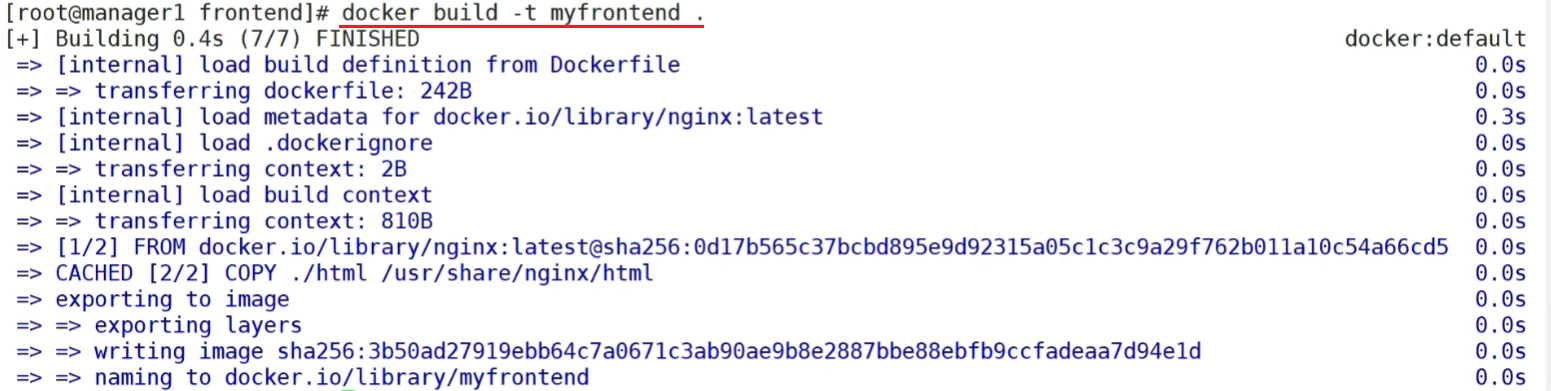 [root@manager1 frontend]# docker build -t myfrontend .
[+] Building 0.4s (7/7) FINISHED docker:default
=> [internal] load build definition from Dockerfile 0.0s
=> => transferring dockerfile: 242B 0.0s
=> [internal] load metadata for docker.io/library/nginx:latest 0.3s
=> [internal] load .dockerignore 0.0s
=> => transferring context: 2B 0.0s
=> [internal] load build context 0.0s
=> => transferring context: 810B 0.0s
=> [1/2] FROM docker.io/library/nginx:latest@sha256:0d17b565c37bcbd895e9d92315a05c1c3c9a29f762b011a10c54a66cd5 0.0s
=> CACHED [2/2] COPY ./html /usr/share/nginx/html 0.0s
=> exporting to image 0.0s
=> => exporting layers 0.0s
=> => writing image sha256:3b50ad27919ebb64c7a0671c3ab90ae9b8e2887bbe88ebfb9ccfadeaa7d94e1d 0.0s
=> => naming to docker.io/library/myfrontend 0.0s